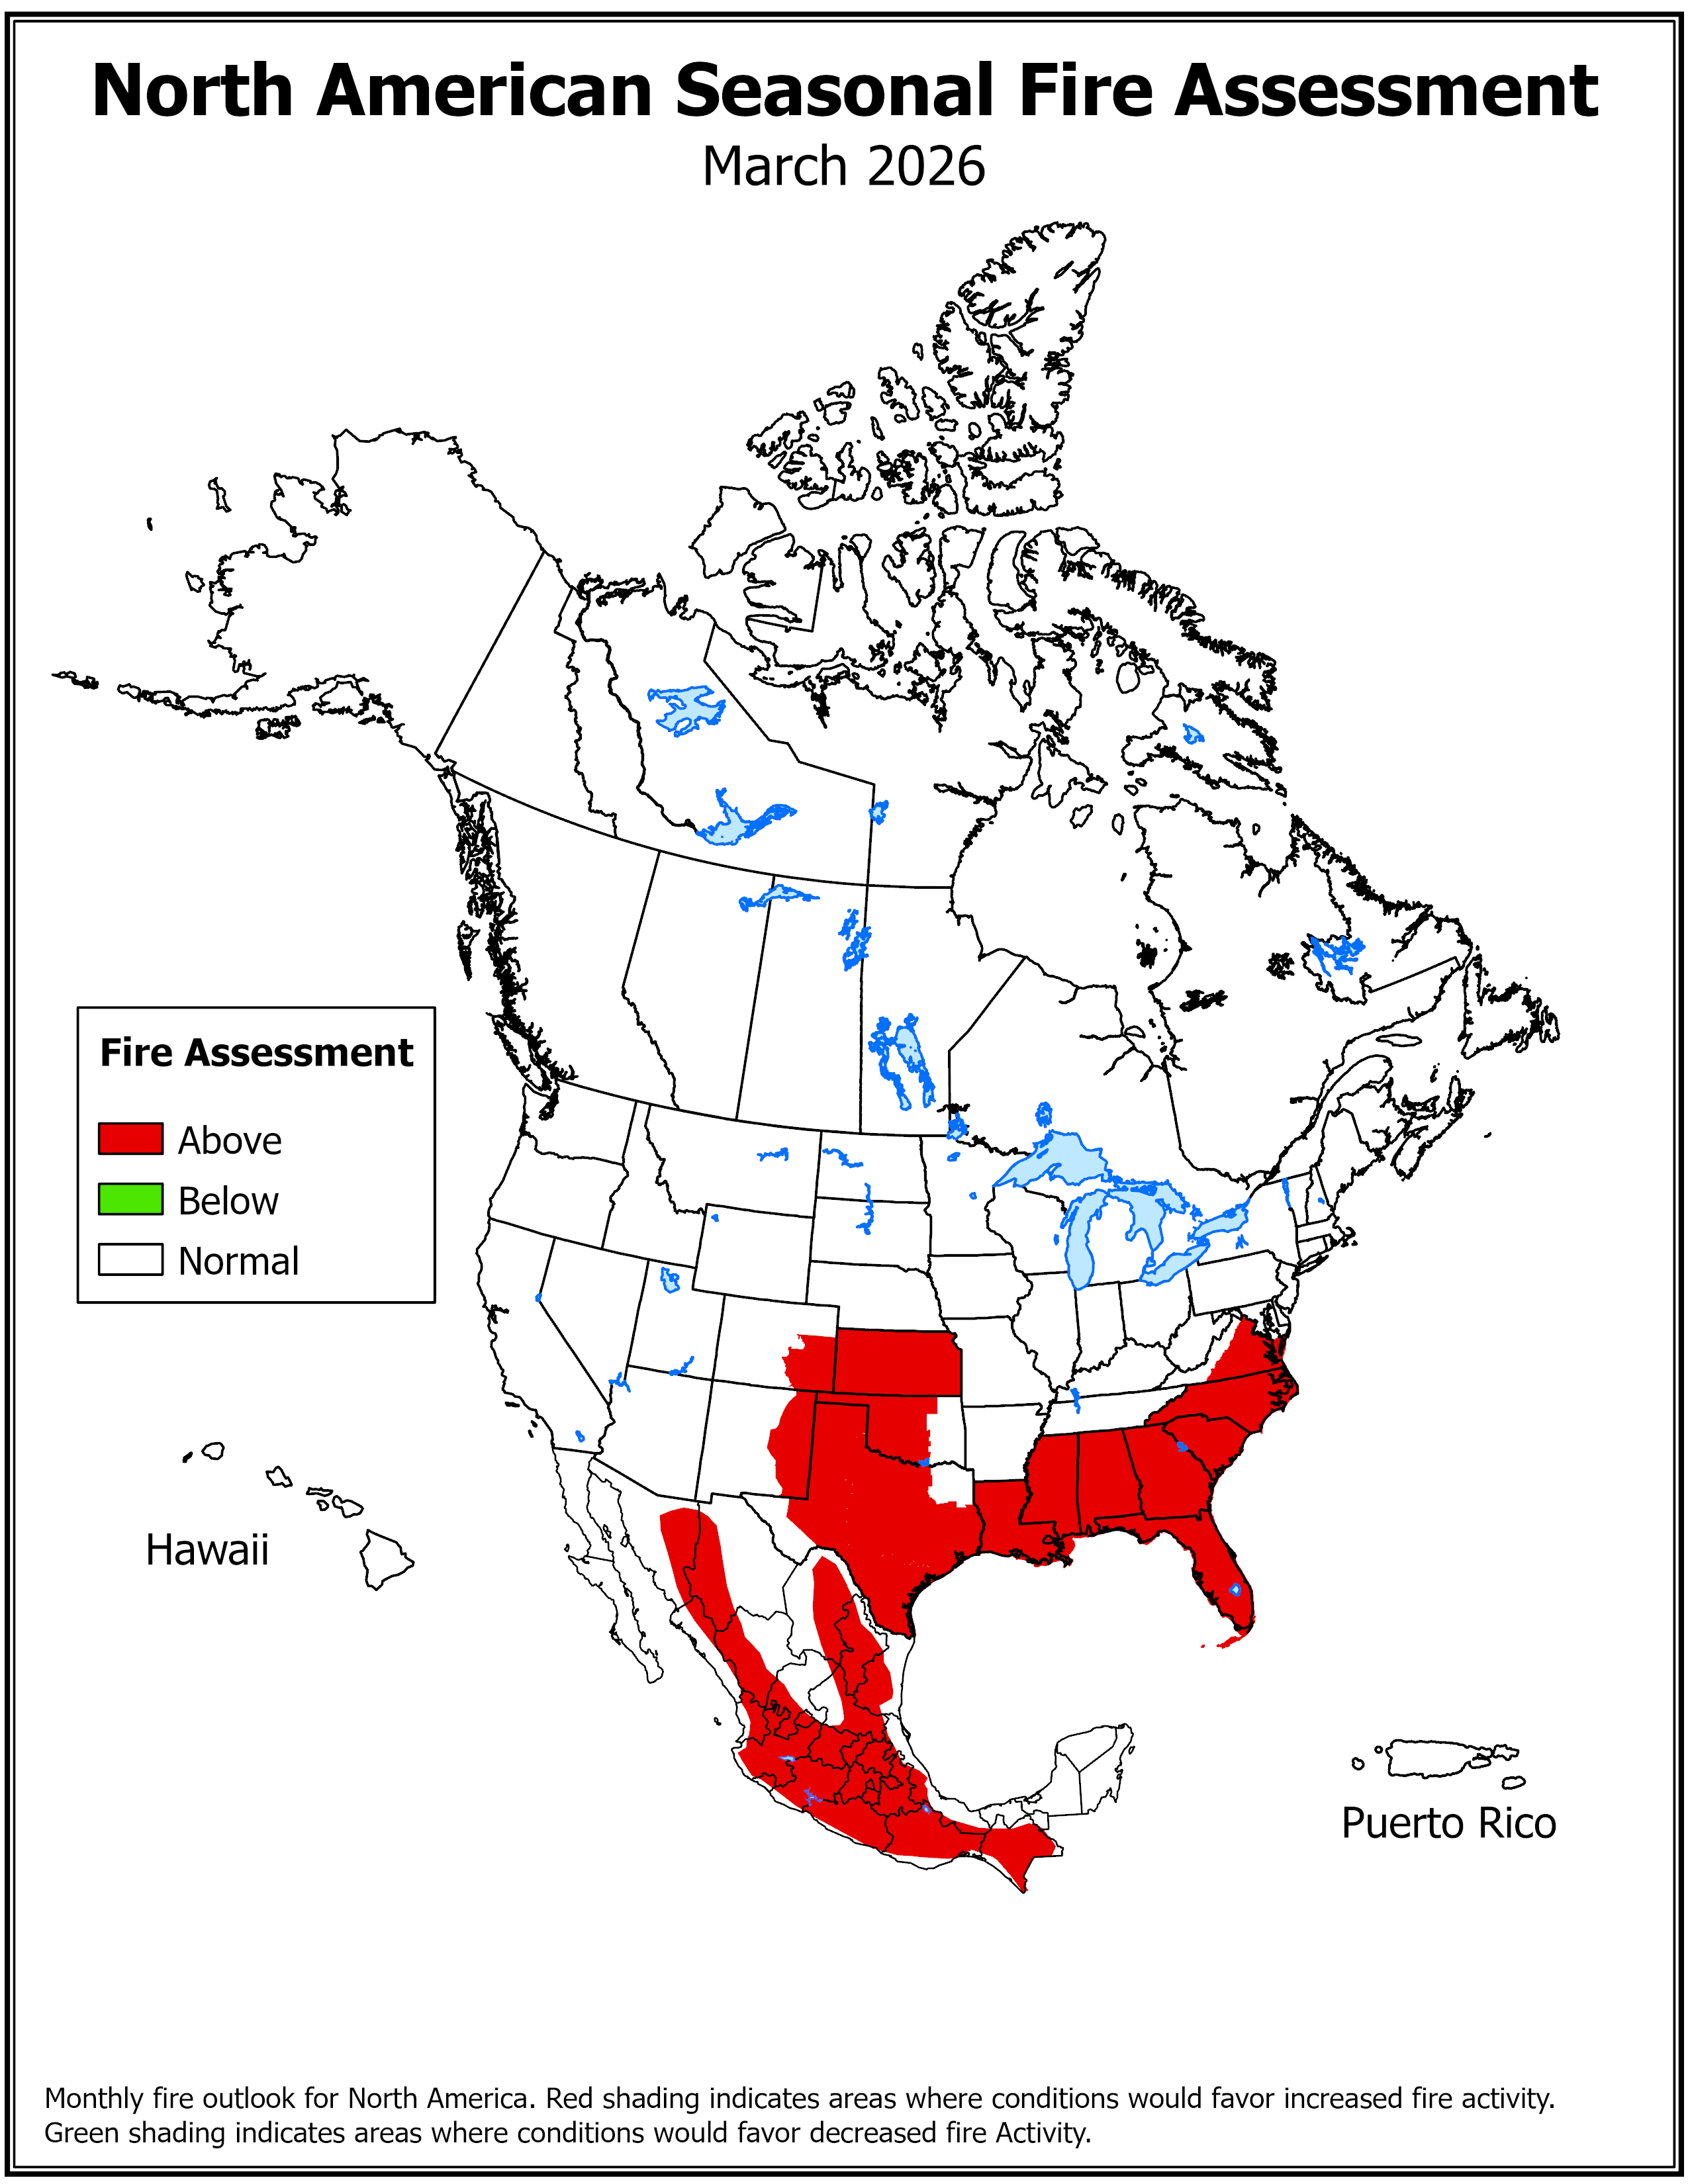 North American Seasonal Fire Assessment
March 2026
Fire Assessment
Above
Below
Normal
Hawaii
Puerto Rico
Monthly fire outlook for North America. Red shading indicates areas where conditions would favor increased fire activity.
Green shading indicates areas where conditions would favor decreased fire Activity.